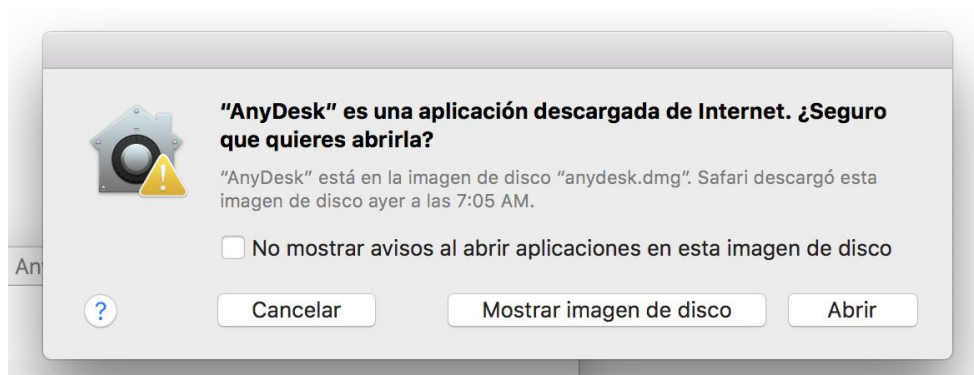 “AnyDesk” es una aplicación descargada de Internet. ¿Seguro
que quieres abrirla?
“AnyDesk” está en la imagen de disco “anydesk.dmg”. Safari descargó esta
imagen de disco ayer a las 7:05 AM.
No mostrar avisos al abrir aplicaciones en esta imagen de disco
?
Cancelar
Mostrar imagen de disco
Abrir